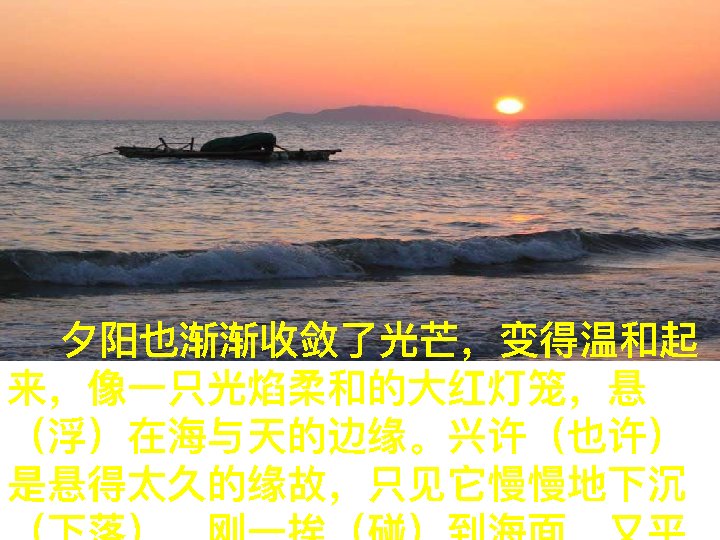 夕阳也渐渐收敛了光芒，变得温和起
来，像一只光焰柔和的大红灯笼，悬
（浮）在海与天的边缘。兴许（也许）
是悬得太久的缘故，只见它慢慢地下沉
（下落），刚一挨（碰）到海面，又平